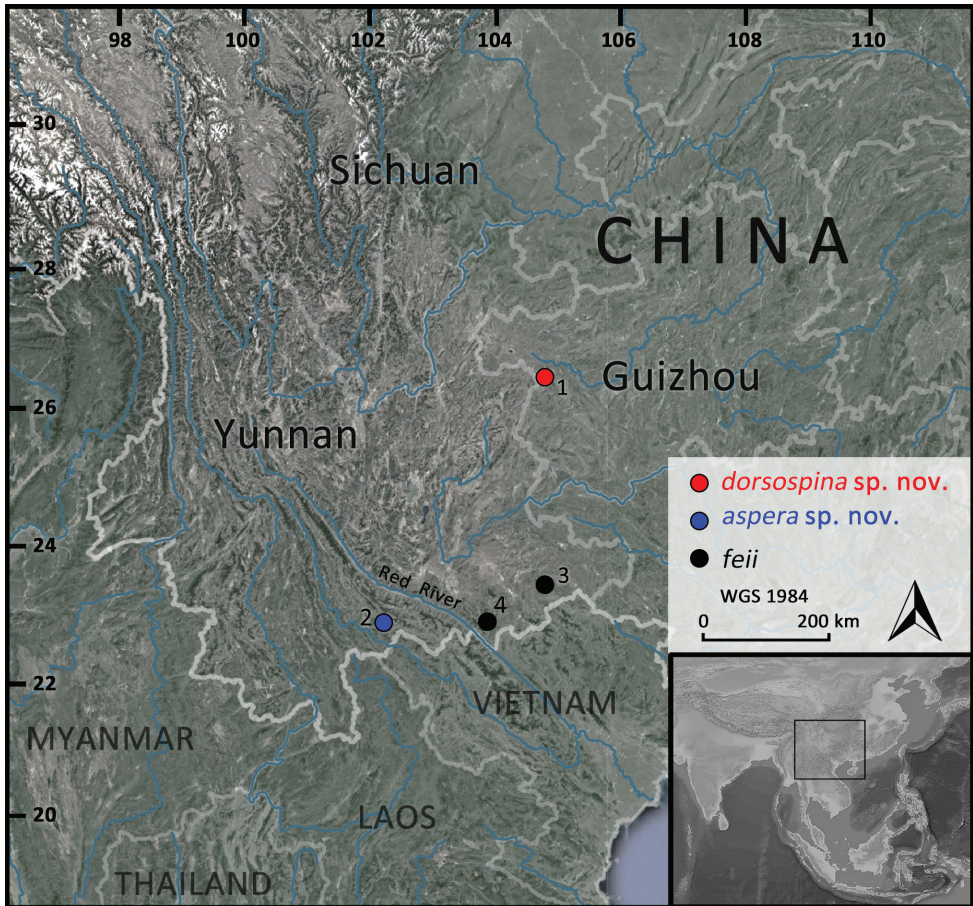 98 100 102 104 106 108 110
30
Sichuan
CHINA
28
Guizhou
1
26
Yunnan
dorsospina sp. nov.
aspera sp. nov.
feii
WGS 1984
0 200 km
24
Red River
3
4
2
22
VIETNAM
MYANMAR
20
LAOS
THAILAND